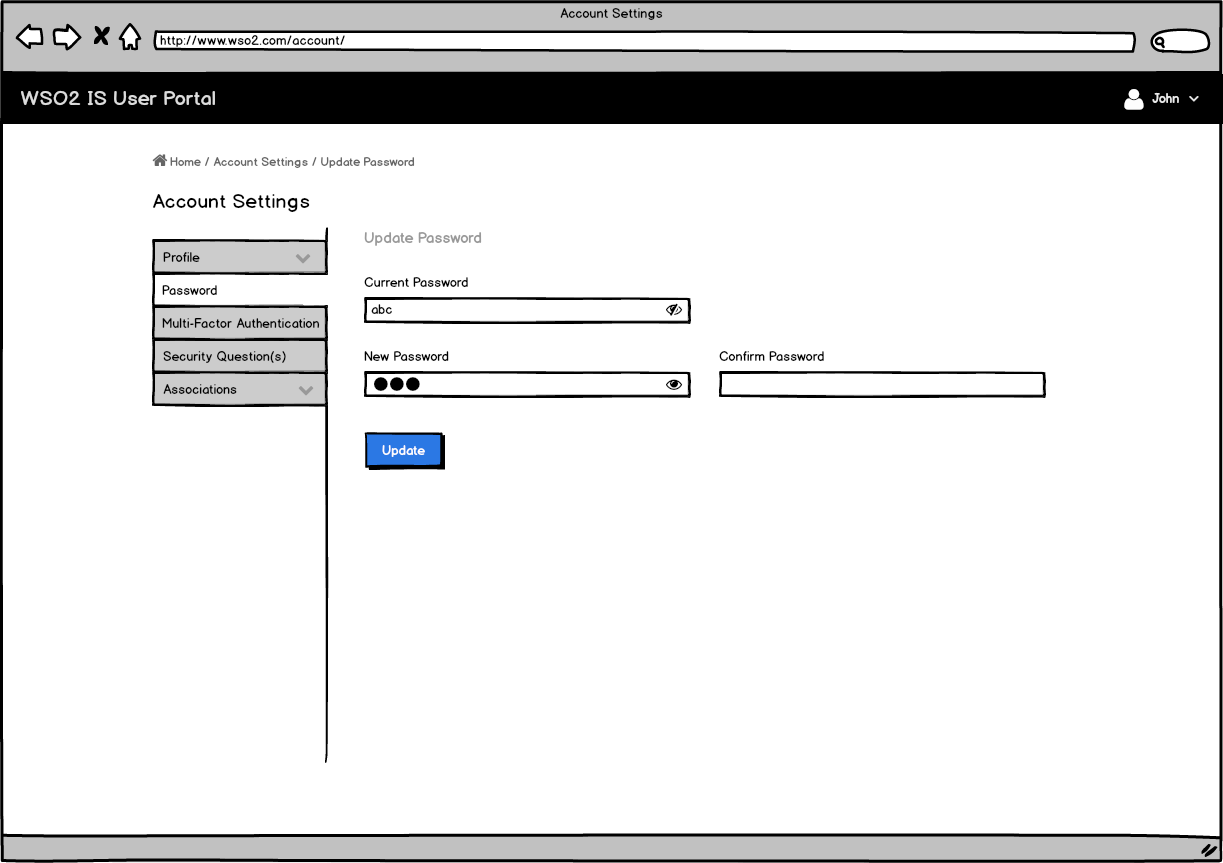 Account Settings
http://www.wso2.com/account/
WSO2 IS User Portal
John
Home / Account Settings / Update Password
Account Settings
Profile
Password
Multi-Factor Authentication
Security Question(s)
Associations
Update Password
Current Password
abc
New Password
Confirm Password
Update